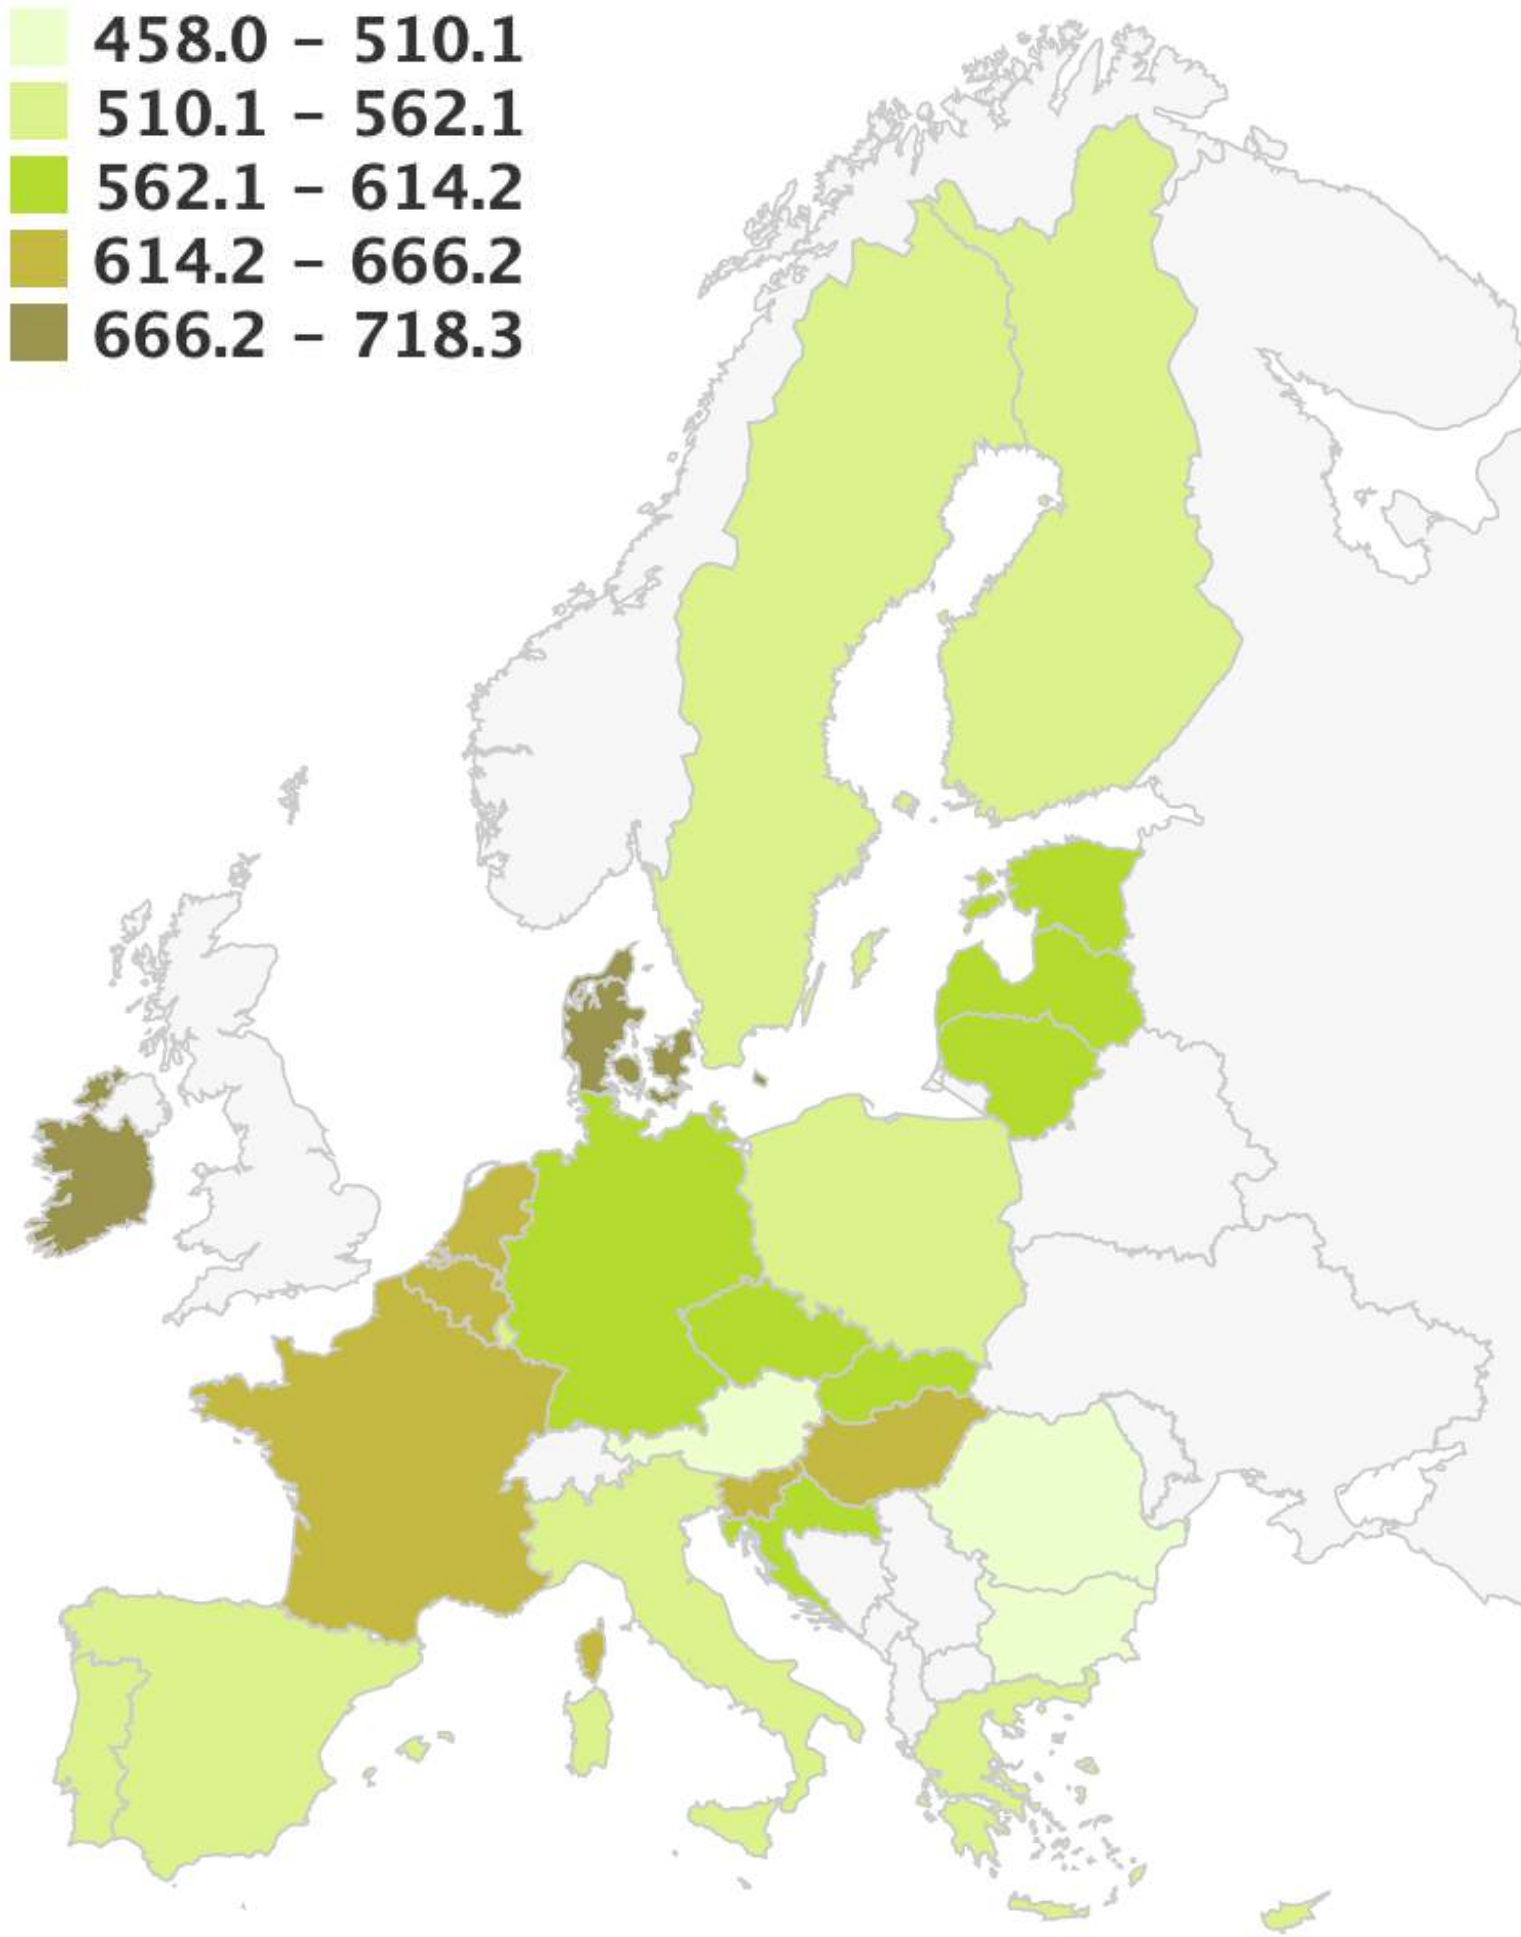 458.0 – 510.1
510.1 – 562.1
562.1 – 614.2
614.2 – 666.2
666.2 – 718.3